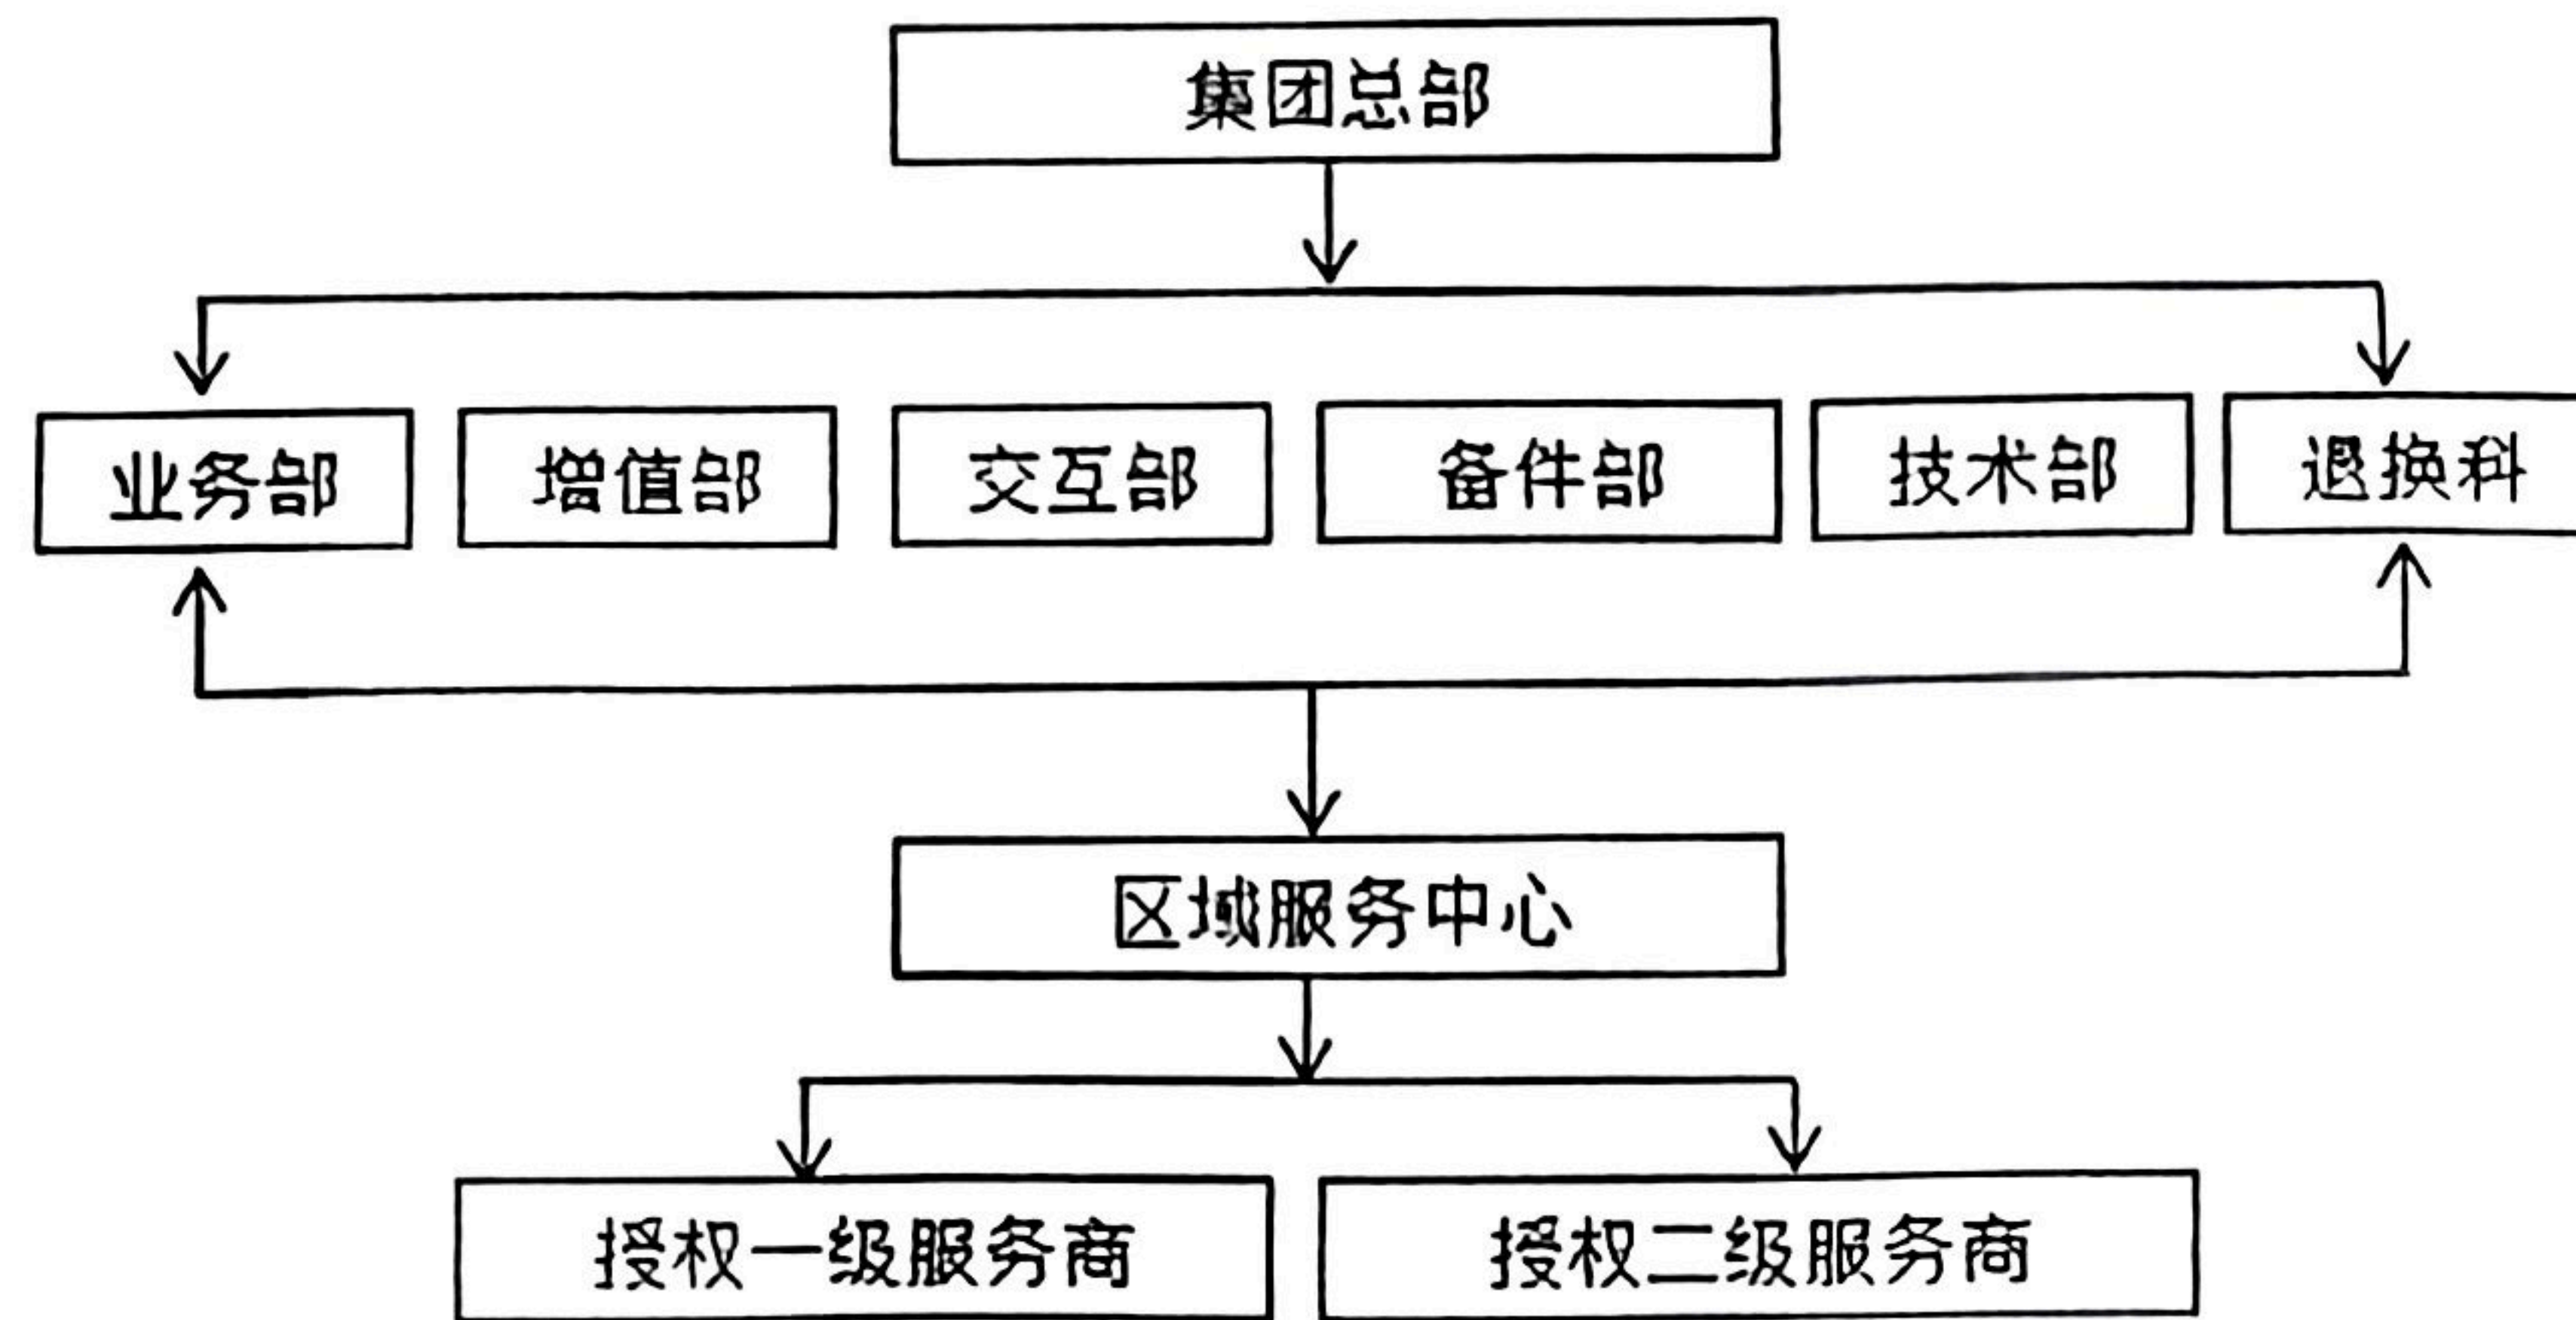 集团总部
业务部 增值部 交互部 备件部 技术部 退换科
区域服务中心
授权一级服务商 授权二级服务商